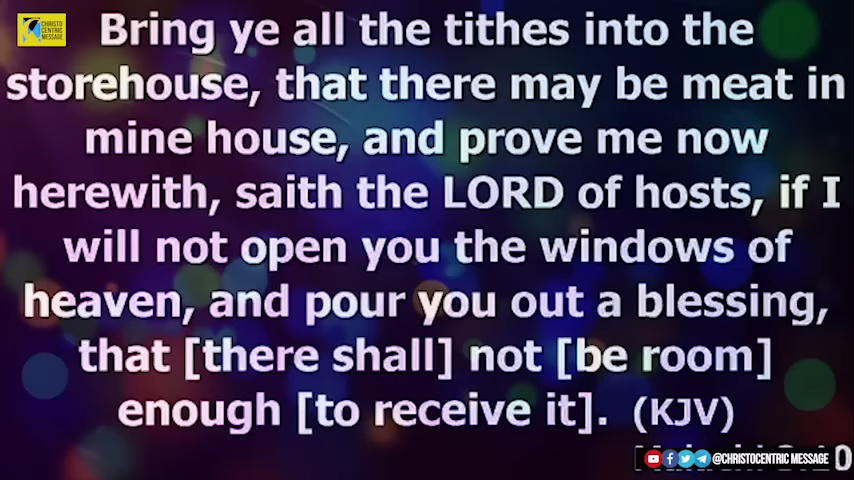 CHRISTO
CENTRIC
MESSAGE
Bring ye all the tithes into the
storehouse, that there may be meat in
mine house, and prove me now
herewith, saith the LORD of hosts, if I
will not open you the windows of
heaven, and pour you out a blessing,
that [there shall] not [be room]
enough [to receive it]. (KJV)
@CHRISTOCENTRIC MESSAGE